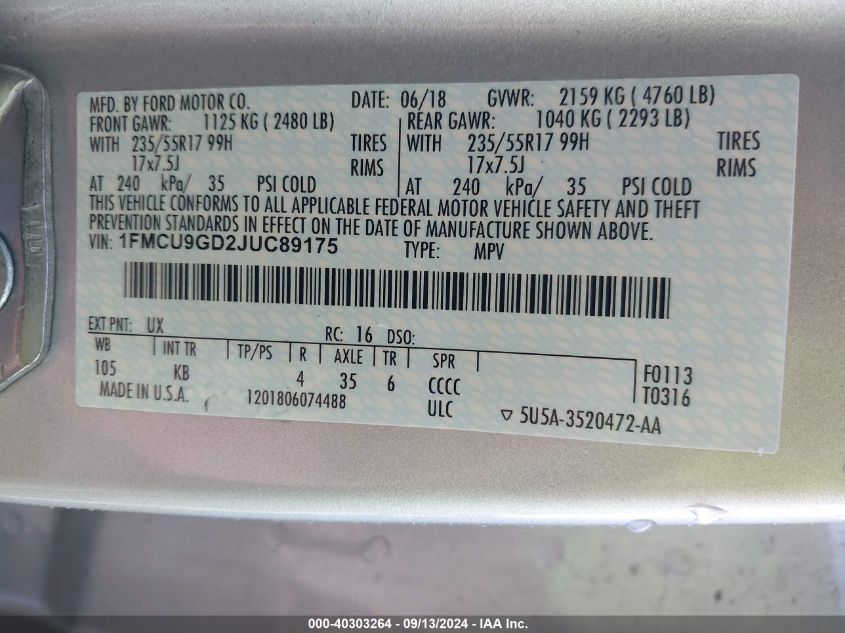 MFD. BY FORD MOTOR CO. DATE: 06/18 GVWR: 2159 KG ( 4760 LB)
FRONT GAWR: 1125 KG ( 2480 LB) REAR GAWR: 1040 KG ( 2293 LB)
WITH 235/55R17 99H TIRES WITH 235/55R17 99H TIRES
17x7.5J RIMS 17x7.5J RIMS
AT 240 kPa/ 35 PSI COLD AT 240 kPa/ 35 PSI COLD
THIS VEHICLE CONFORMS TO ALL APPLICABLE FEDERAL MOTOR VEHICLE SAFETY AND THEFT
PREVENTION STANDARDS IN EFFECT ON THE DATE OF MANUFACTURE SHOWN ABOVE.
VIN: 1FMCU9GD2JUC89175 TYPE: MPV
EXT PNT: UX RC: 16 DSO:
WB INT TR TP/PS R AXLE TR SPR
105 KB 4 35 6 CCCC F0113
MADE IN U.S.A. 1201806074488 ULC T0316
5U5A-3520472-AA
000-40303264 - 09/13/2024 - IAA Inc.